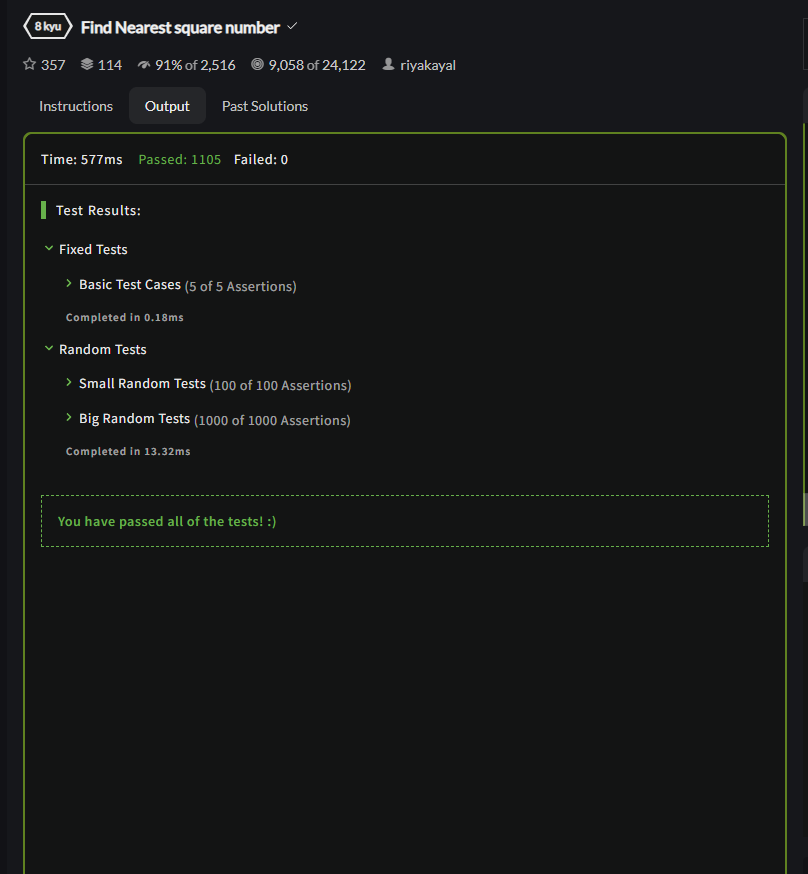 8 kyu Find Nearest square number
357 114 91% of 2,516 9,058 of 24,122 riyakayal
Instructions Output Past Solutions
Time: 577ms Passed: 1105 Failed: 0
Test Results:
Fixed Tests
Basic Test Cases (5 of 5 Assertions)
Completed in 0.18ms
Random Tests
Small Random Tests (100 of 100 Assertions)
Big Random Tests (1000 of 1000 Assertions)
Completed in 13.32ms
You have passed all of the tests! :)